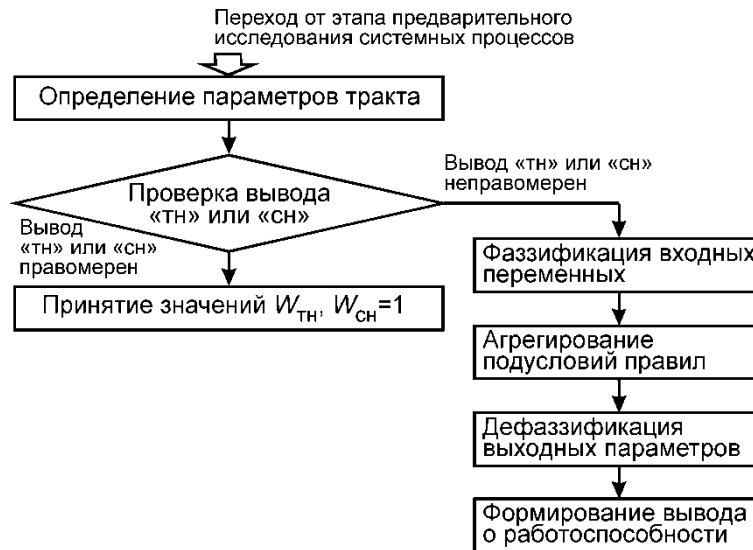 Переход от этапа предварительного
исследования системных процессов
Определение параметров тракта
Проверка вывода
«тн» или «сн»
Вывод «тн» или «сн»
неправомерен
Вывод
«тн» или «сн»
правомерен
Принятие значений Wтн, Wсн=1
Фаззификация входных
переменных
Агрегирование
подусловий правил
Дефаззификация
выходных параметров
Формирование вывода
о работоспособности